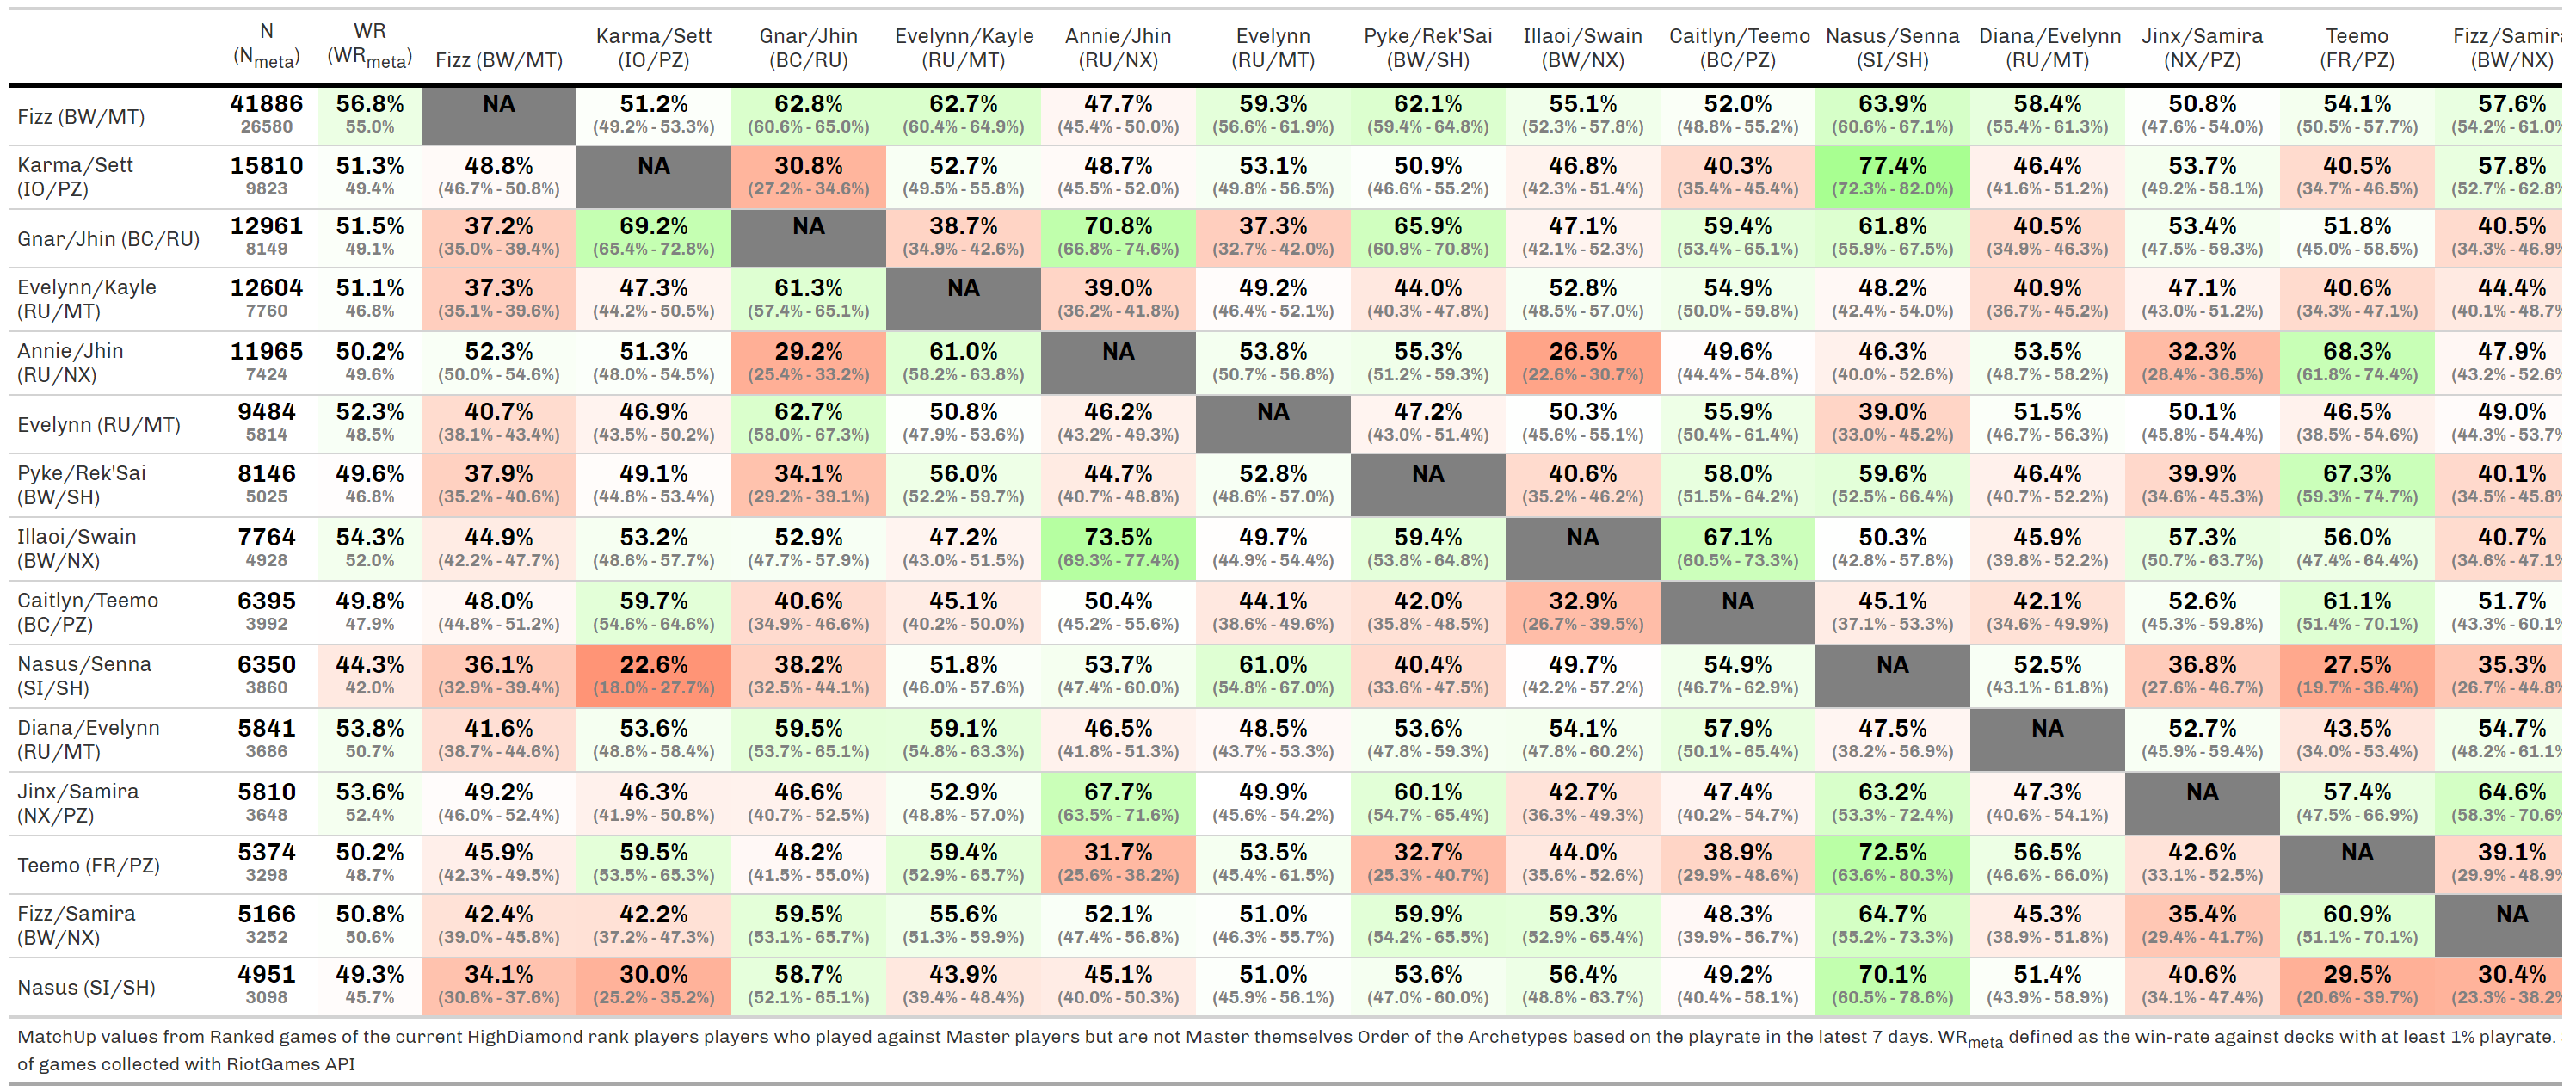 N WR Karma/Sett Gnar/Jhin Evelynn/Kayle Annie/Jhin Evelynn Pyke/Rek'Sai Illaoi/Swain Caitlyn/Teemo Nasus/Senna Diana/Evelynn Jinx/Samira Teemo Fizz/Samira
(Nmeta) (WRmeta) Fizz (BW/MT) (IO/PZ) (BC/RU) (RU/MT) (RU/NX) (RU/MT) (BW/SH) (BW/NX) (BC/PZ) (SI/SH) (RU/MT) (NX/PZ) (FR/PZ) (BW/NX)
Fizz (BW/MT) 41886 56.8% NA 51.2% 62.8% 62.7% 47.7% 59.3% 62.1% 55.1% 52.0% 63.9% 58.4% 50.8% 54.1% 57.6%
26580 55.0% (49.2% - 53.3%) (60.6% - 65.0%) (60.4% - 64.9%) (45.4% - 50.0%) (56.6% - 61.9%) (59.4% - 64.8%) (52.3% - 57.8%) (48.8% - 55.2%) (60.6% - 67.1%) (55.4% - 61.3%) (47.6% - 54.0%) (50.5% - 57.7%) (54.2% - 61.0%
Karma/Sett 15810 51.3% 48.8% NA 30.8% 52.7% 48.7% 53.1% 50.9% 46.8% 40.3% 77.4% 46.4% 53.7% 40.5% 57.8%
(IO/PZ) 9823 49.4% (46.7% - 50.8%) (27.2% - 34.6%) (49.5% - 55.8%) (45.5% - 52.0%) (49.8% - 56.5%) (46.6% - 55.2%) (42.3% - 51.4%) (35.4% - 45.4%) (72.3% - 82.0%) (41.6% - 51.2%) (49.2% - 58.1%) (34.7% - 46.5%) (52.7% - 62.8%
Gnar/Jhin (BC/RU) 12961 51.5% 37.2% 69.2% NA 38.7% 70.8% 37.3% 65.9% 47.1% 59.4% 61.8% 40.5% 53.4% 51.8% 40.5%
8149 49.1% (35.0% - 39.4%) (65.4% - 72.8%) (34.9% - 42.6%) (66.8% - 74.6%) (32.7% - 42.0%) (60.9% - 70.8%) (42.1% - 52.3%) (53.4% - 65.1%) (55.9% - 67.5%) (34.9% - 46.3%) (47.5% - 59.3%) (45.0% - 58.5%) (34.3% - 46.9%
Evelynn/Kayle 12604 51.1% 37.3% 47.3% 61.3% NA 39.0% 49.2% 44.0% 52.8% 54.9% 48.2% 40.9% 47.1% 40.6% 44.4%
(RU/MT) 7760 46.8% (35.1% - 39.6%) (44.2% - 50.5%) (57.4% - 65.1%) (36.2% - 41.8%) (46.4% - 52.1%) (40.3% - 47.8%) (48.5% - 57.0%) (50.0% - 59.8%) (42.4% - 54.0%) (36.7% - 45.2%) (43.0% - 51.2%) (34.3% - 47.1%) (40.1% - 48.7%
Annie/Jhin 11965 50.2% 52.3% 51.3% 29.2% 61.0% NA 53.8% 55.3% 26.5% 49.6% 46.3% 53.5% 32.3% 68.3% 47.9%
(RU/NX) 7424 49.6% (50.0% - 54.6%) (48.0% - 54.5%) (25.4% - 33.2%) (58.2% - 63.8%) (50.7% - 56.8%) (51.2% - 59.3%) (22.6% - 30.7%) (44.4% - 54.8%) (40.0% - 52.6%) (48.7% - 58.2%) (28.4% - 36.5%) (61.8% - 74.4%) (43.2% - 52.6%
Evelynn (RU/MT) 9484 52.3% 40.7% 46.9% 62.7% 50.8% 46.2% NA 47.2% 50.3% 55.9% 39.0% 51.5% 50.1% 46.5% 49.0%
5814 48.5% (38.1% - 43.4%) (43.5% - 50.2%) (58.0% - 67.3%) (47.9% - 53.6%) (43.2% - 49.3%) (43.0% - 51.4%) (45.6% - 55.1%) (50.4% - 61.4%) (33.0% - 45.2%) (46.7% - 56.3%) (45.8% - 54.4%) (38.5% - 54.6%) (44.3% - 53.7%
Pyke/Rek'Sai 8146 49.6% 37.9% 49.1% 34.1% 56.0% 44.7% 52.8% NA 40.6% 58.0% 59.6% 46.4% 39.9% 67.3% 40.1%
(BW/SH) 5025 46.8% (35.2% - 40.6%) (44.8% - 53.4%) (29.2% - 39.1%) (52.2% - 59.7%) (40.7% - 48.8%) (48.6% - 57.0%) (35.2% - 46.2%) (51.5% - 64.2%) (52.5% - 66.4%) (40.7% - 52.2%) (34.6% - 45.3%) (59.3% - 74.7%) (34.5% - 45.8%
Illaoi/Swain 7764 54.3% 44.9% 53.2% 52.9% 47.2% 73.5% 49.7% 59.4% NA 67.1% 50.3% 45.9% 57.3% 56.0% 40.7%
(BW/NX) 4928 52.0% (42.2% - 47.7%) (48.6% - 57.7%) (47.7% - 57.9%) (43.0% - 51.5%) (69.3% - 77.4%) (44.9% - 54.4%) (53.8% - 64.8%) (60.5% - 73.3%) (42.8% - 57.8%) (39.8% - 52.2%) (50.7% - 63.7%) (47.4% - 64.4%) (34.6% - 47.1%
Caitlyn/Teemo 6395 49.8% 48.0% 59.7% 40.6% 45.1% 50.4% 44.1% 42.0% 32.9% NA 45.1% 42.1% 52.6% 61.1% 51.7%
(BC/PZ) 3992 47.9% (44.8% - 51.2%) (54.6% - 64.6%) (34.9% - 46.6%) (40.2% - 50.0%) (45.2% - 55.6%) (38.6% - 49.6%) (35.8% - 48.5%) (26.7% - 39.5%) (37.1% - 53.3%) (34.6% - 49.9%) (45.3% - 59.8%) (51.4% - 70.1%) (43.3% - 60.1%
Nasus/Senna 6350 44.3% 36.1% 22.6% 38.2% 51.8% 53.7% 61.0% 40.4% 49.7% 54.9% NA 52.5% 36.8% 27.5% 35.3%
(SI/SH) 3860 42.0% (32.9% - 39.4%) (18.0% - 27.7%) (32.5% - 44.1%) (46.0% - 57.6%) (47.4% - 60.0%) (54.8% - 67.0%) (33.6% - 47.5%) (42.2% - 57.2%) (46.7% - 62.9%) (43.1% - 61.8%) (27.6% - 46.7%) (19.7% - 36.4%) (26.7% - 44.8%
Diana/Evelynn 5841 53.8% 41.6% 53.6% 59.5% 59.1% 46.5% 48.5% 53.6% 54.1% 57.9% 47.5% NA 52.7% 43.5% 54.7%
(RU/MT) 3686 50.7% (38.7% - 44.6%) (48.8% - 58.4%) (53.7% - 65.1%) (54.8% - 63.3%) (41.8% - 51.3%) (43.7% - 53.3%) (47.8% - 59.3%) (47.8% - 60.2%) (50.1% - 65.4%) (38.2% - 56.9%) (45.9% - 59.4%) (34.0% - 53.4%) (48.2% - 61.1%
Jinx/Samira 5810 53.6% 49.2% 46.3% 46.6% 52.9% 67.7% 49.9% 60.1% 42.7% 47.4% 63.2% 47.3% NA 57.4% 64.6%
(NX/PZ) 3648 52.4% (46.0% - 52.4%) (41.9% - 50.8%) (40.7% - 52.5%) (48.8% - 57.0%) (63.5% - 71.6%) (45.6% - 54.2%) (54.7% - 65.4%) (36.3% - 49.3%) (40.2% - 54.7%) (53.3% - 72.4%) (40.6% - 54.1%) (47.5% - 66.9%) (58.3% - 70.6%
Teemo (FR/PZ) 5374 50.2% 45.9% 59.5% 48.2% 59.4% 31.7% 53.5% 32.7% 44.0% 38.9% 72.5% 56.5% 42.6% NA 39.1%
3298 48.7% (42.3% - 49.5%) (53.5% - 65.3%) (41.5% - 55.0%) (52.9% - 65.7%) (25.6% - 38.2%) (45.4% - 61.5%) (25.3% - 40.7%) (35.6% - 52.6%) (29.9% - 48.6%) (63.6% - 80.3%) (46.6% - 66.0%) (33.1% - 52.5%) (29.9% - 48.9%
Fizz/Samira 5166 50.8% 42.4% 42.2% 59.5% 55.6% 52.1% 51.0% 59.9% 59.3% 48.3% 64.7% 45.3% 35.4% 60.9% NA
(BW/NX) 3252 50.6% (39.0% - 45.8%) (37.2% - 47.3%) (53.1% - 65.7%) (51.3% - 59.9%) (47.4% - 56.8%) (46.3% - 55.7%) (54.2% - 65.5%) (52.9% - 65.4%) (39.9% - 56.7%) (55.2% - 73.3%) (38.9% - 51.8%) (29.4% - 41.7%) (51.1% - 70.1%)
Nasus (SI/SH) 4951 49.3% 34.1% 30.0% 58.7% 43.9% 45.1% 51.0% 53.6% 56.4% 49.2% 70.1% 51.4% 40.6% 29.5% 30.4%
3098 45.7% (30.6% - 37.6%) (25.2% - 35.2%) (52.1% - 65.1%) (39.4% - 48.4%) (40.0% - 50.3%) (45.9% - 56.1%) (47.0% - 60.0%) (48.8% - 63.7%) (40.4% - 58.1%) (60.5% - 78.6%) (43.9% - 58.9%) (34.1% - 47.4%) (20.6% - 39.7%) (23.3% - 38.2%
MatchUp values from Ranked games of the current HighDiamond rank players players who played against Master players but are not Master themselves Order of the Archetypes based on the playrate in the latest 7 days. WRmeta defined as the win-rate against decks with at least 1% playrate.
of games collected with RiotGames API